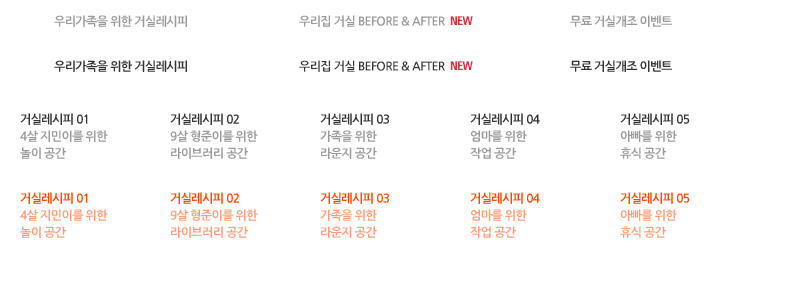 우리가족을 위한 거실레시피 우리집 거실 BEFORE & AFTER NEW 무료 거실개조 이벤트
우리가족을 위한 거실레시피 우리집 거실 BEFORE & AFTER NEW 무료 거실개조 이벤트
거실레시피 01 거실레시피 02 거실레시피 03 거실레시피 04 거실레시피 05
4살 지민이를 위한 9살 형준이를 위한 가족을 위한 엄마를 위한 아빠를 위한
놀이 공간 라이브러리 공간 라운지 공간 작업 공간 휴식 공간
거실레시피 01 거실레시피 02 거실레시피 03 거실레시피 04 거실레시피 05
4살 지민이를 위한 9살 형준이를 위한 가족을 위한 엄마를 위한 아빠를 위한
놀이 공간 라이브러리 공간 라운지 공간 작업 공간 휴식 공간